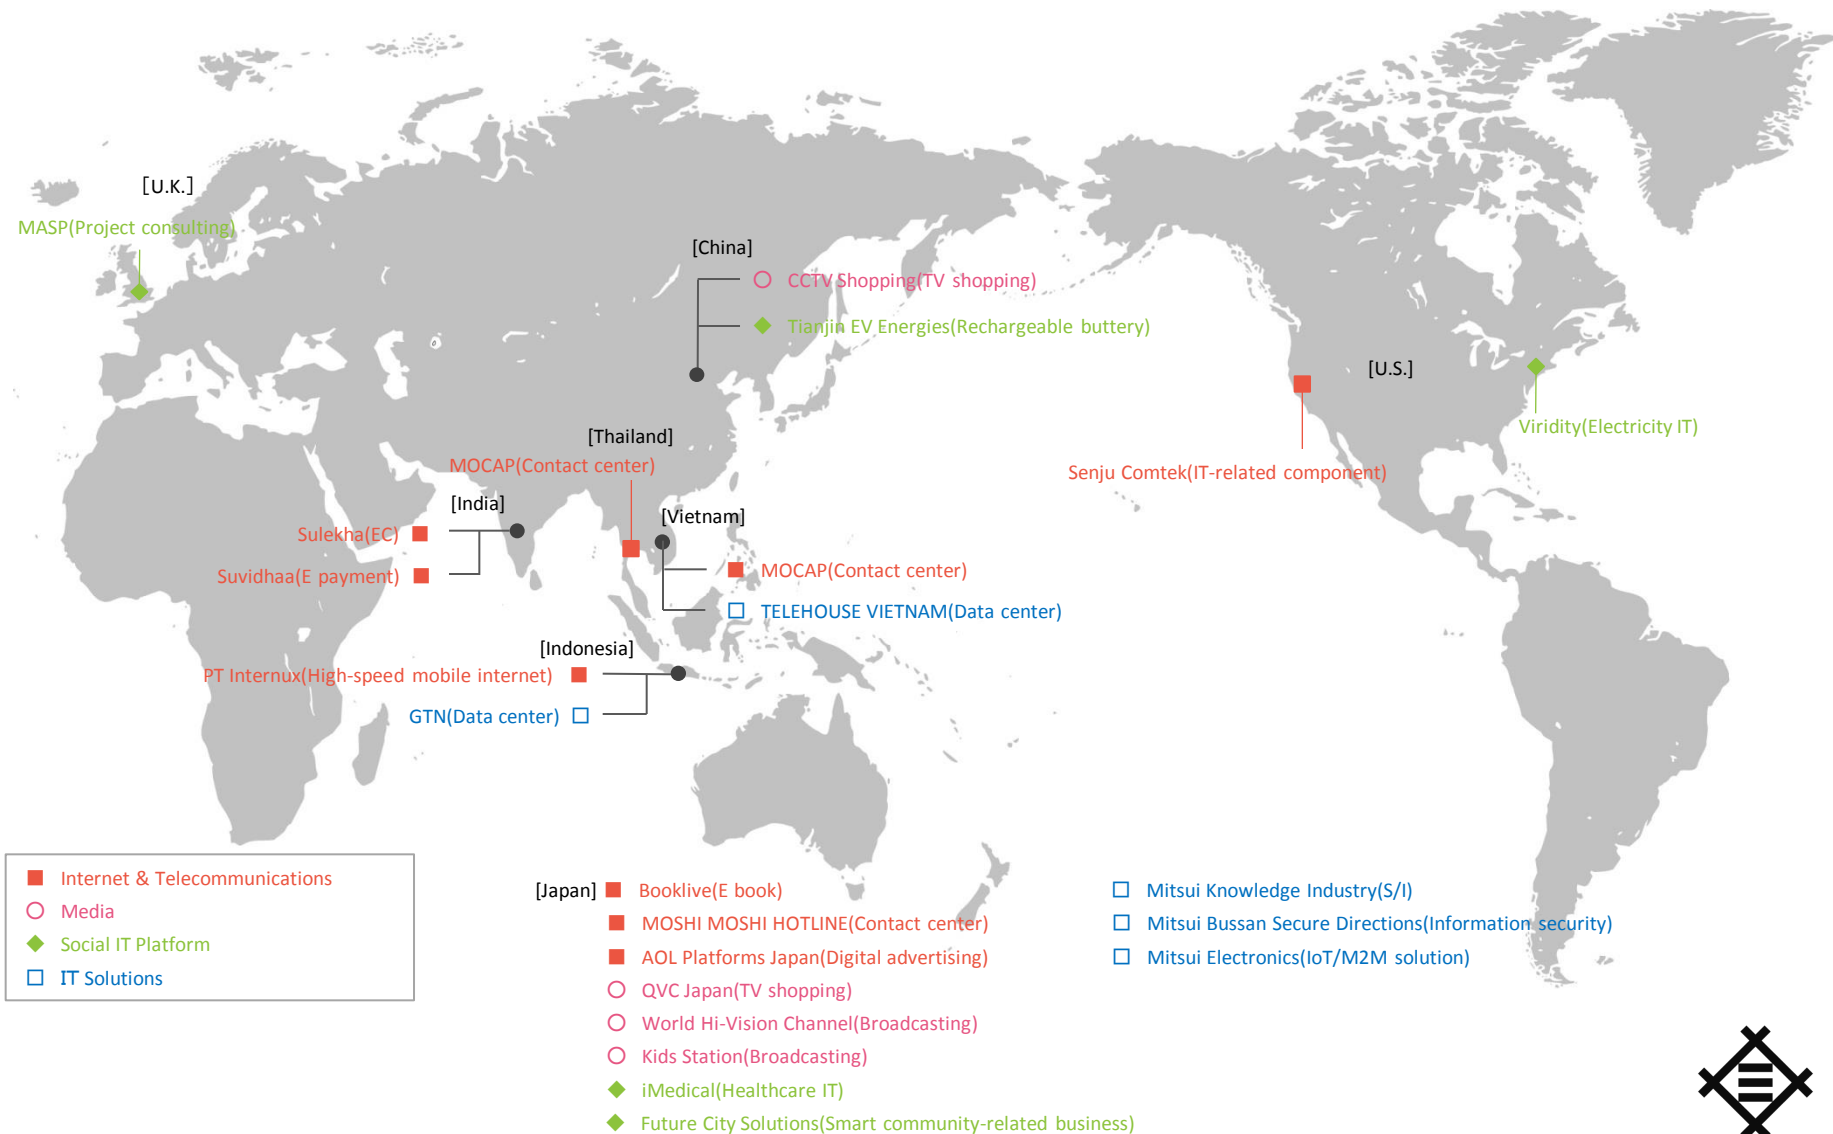 [U.K.]
MASP(Project consulting)
[China]
CCTV Shopping(TV shopping)
Tianjin EV Energies(Rechargeable buttery)
[U.S.]
Viridity(Electricity IT)
Senju Comtek(IT-related component)
[Thailand]
MOCAP(Contact center)
[India]
Sulekha(EC)
Suvidhaa(E payment)
[Vietnam]
MOCAP(Contact center)
TELEHOUSE VIETNAM(Data center)
[Indonesia]
PT Internux(High-speed mobile internet)
GTN(Data center)
Internet & Telecommunications
Media
Social IT Platform
IT Solutions
[Japan] Booklive(E book)
MOSHI MOSHI HOTLINE(Contact center)
AOL Platforms Japan(Digital advertising)
QVC Japan(TV shopping)
World Hi-Vision Channel(Broadcasting)
Kids Station(Broadcasting)
iMedical(Healthcare IT)
Future City Solutions(Smart community-related business)
Mitsui Knowledge Industry(S/I)
Mitsui Bussan Secure Directions(Information security)
Mitsui Electronics(IoT/M2M solution)